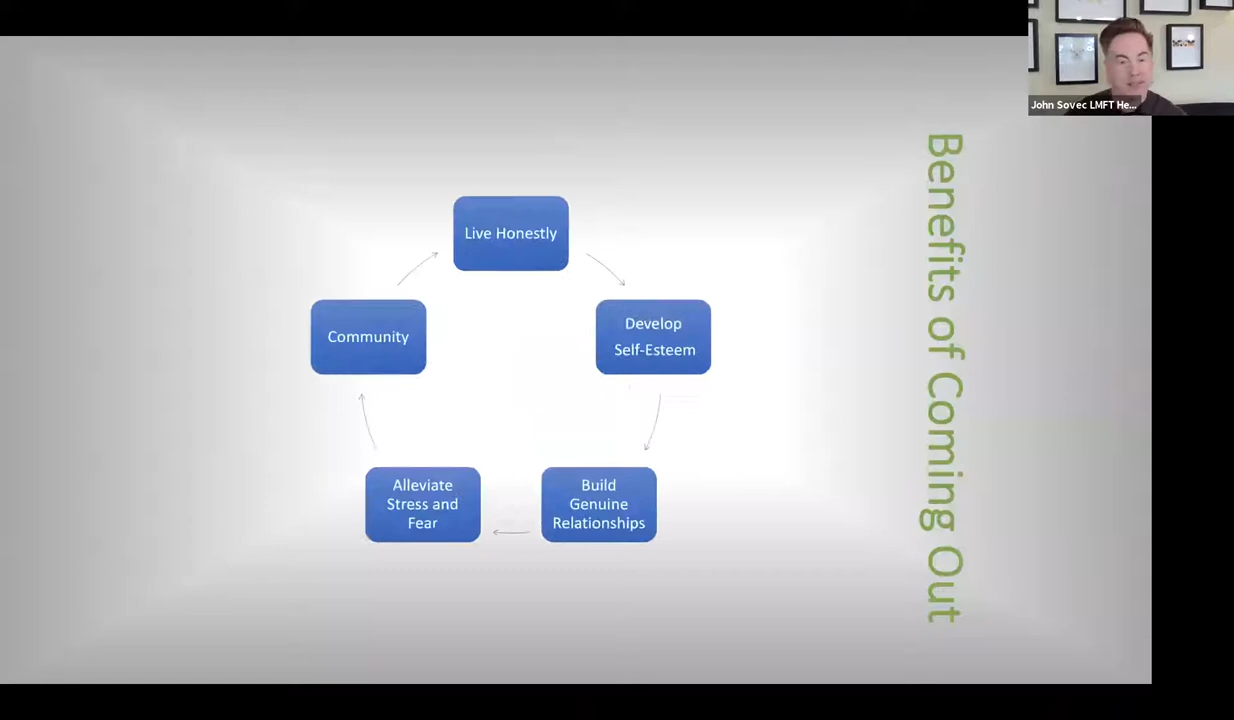 John Sovec LMFT He...
Benefits of Coming Out
Live Honestly
Develop
Self-Esteem
Build
Genuine
Relationships
Alleviate
Stress and
Fear
Community